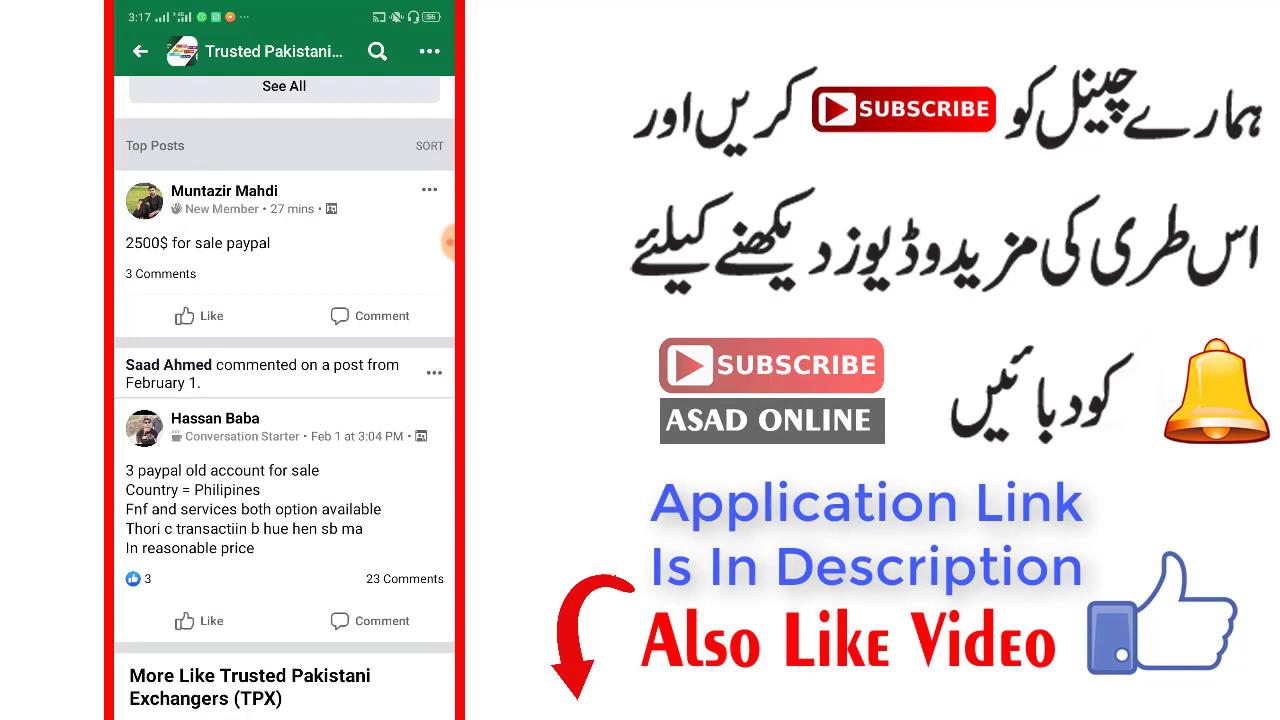 3:17
56
Trusted Pakistani...
See All
Top Posts
SORT
Muntazir Mahdi
New Member • 27 mins •
2500$ for sale paypal
3 Comments
Like
Comment
Saad Ahmed commented on a post from
February 1.
Hassan Baba
Conversation Starter • Feb 1 at 3:04 PM •
3 paypal old account for sale
Country = Philipines
Fnf and services both option available
Thori c transactiin b hue hen sb ma
In reasonable price
3
23 Comments
Like
Comment
More Like Trusted Pakistani
Exchangers (TPX)
ہمارے چینل کو SUBSCRIBE کریں اور
اس طری کی مزید وڈیوز دیکھنے کیلئے
SUBSCRIBE
ASAD ONLINE
کو دبائیں
Application Link
Is In Description
Also Like Video